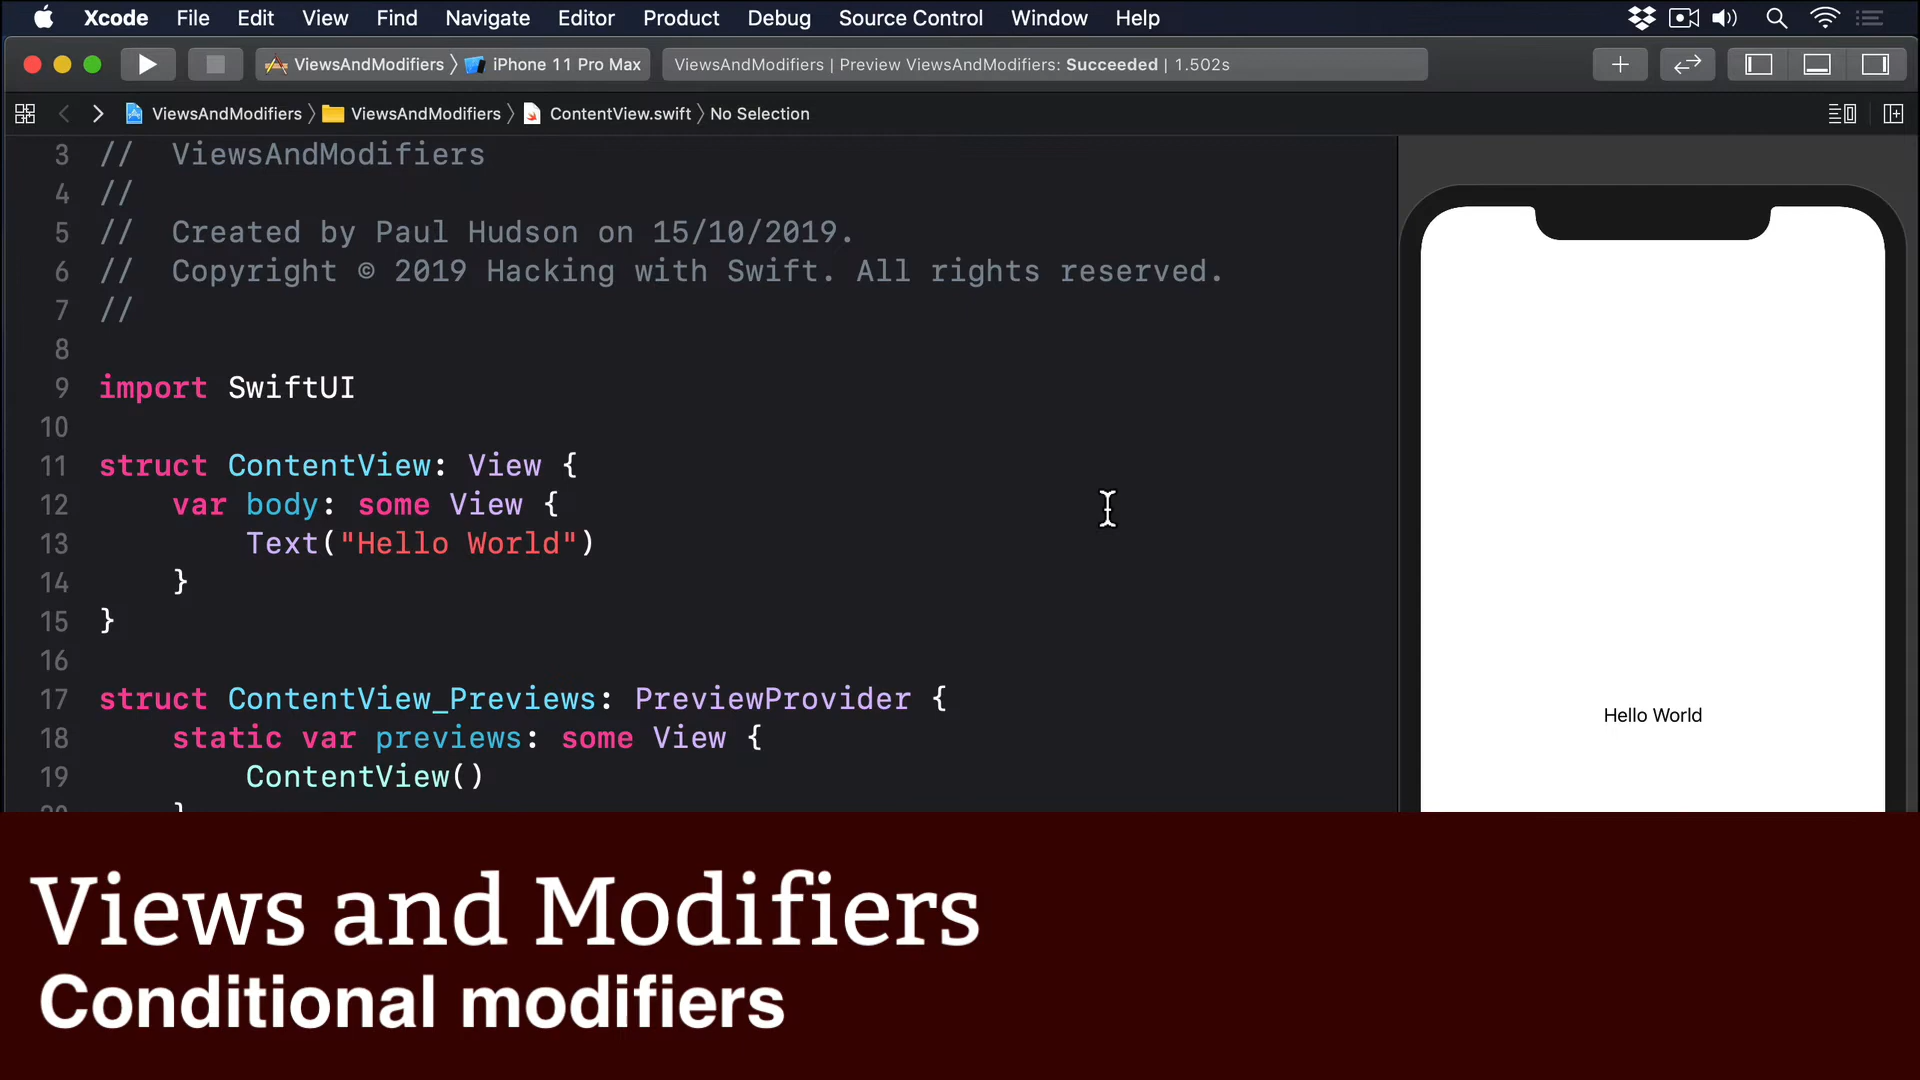 Xcode File Edit View Find Navigate Editor Product Debug Source Control Window Help
ViewsAndModifiers 〉 iPhone 11 Pro Max
ViewsAndModifiers | Preview ViewsAndModifiers: Succeeded | 1.502s
ViewsAndModifiers 〉 ViewsAndModifiers 〉 ContentView.swift 〉 No Selection
3 //  ViewsAndModifiers
4 //
5 //  Created by Paul Hudson on 15/10/2019.
6 //  Copyright © 2019 Hacking with Swift. All rights reserved.
7 //
8
9 import SwiftUI
10
11 struct ContentView: View {
12     var body: some View {
13         Text("Hello World")
14     }
15 }
16
17 struct ContentView_Previews: PreviewProvider {
18     static var previews: some View {
19         ContentView()
Hello World
Views and Modifiers
Conditional modifiers